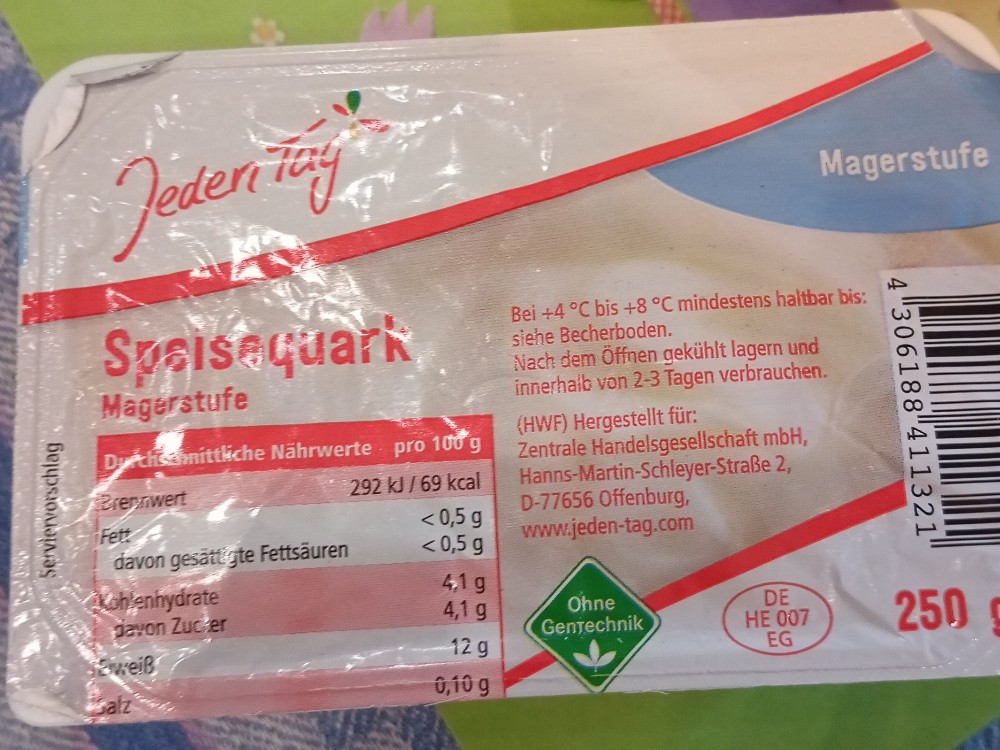 Jeden Tag
Magerstufe
Speisequark
Magerstufe
Durchschnittliche Nährwerte pro 100 g
Brennwert 292 kJ / 69 kcal
Fett < 0,5 g
davon gesättigte Fettsäuren < 0,5 g
Kohlenhydrate 4,1 g
davon Zucker 4,1 g
Eiweiß 12 g
Salz 0,10 g
Serviervorschlag
Bei +4 °C bis +8 °C mindestens haltbar bis:
siehe Becherboden.
Nach dem Öffnen gekühlt lagern und
innerhalb von 2-3 Tagen verbrauchen.
(HWF) Hergestellt für:
Zentrale Handelsgesellschaft mbH,
Hanns-Martin-Schleyer-Straße 2,
D-77656 Offenburg,
www.jeden-tag.com
Ohne
GenTechnik
DE
HE 007
EG
250 g
4 306188 411321